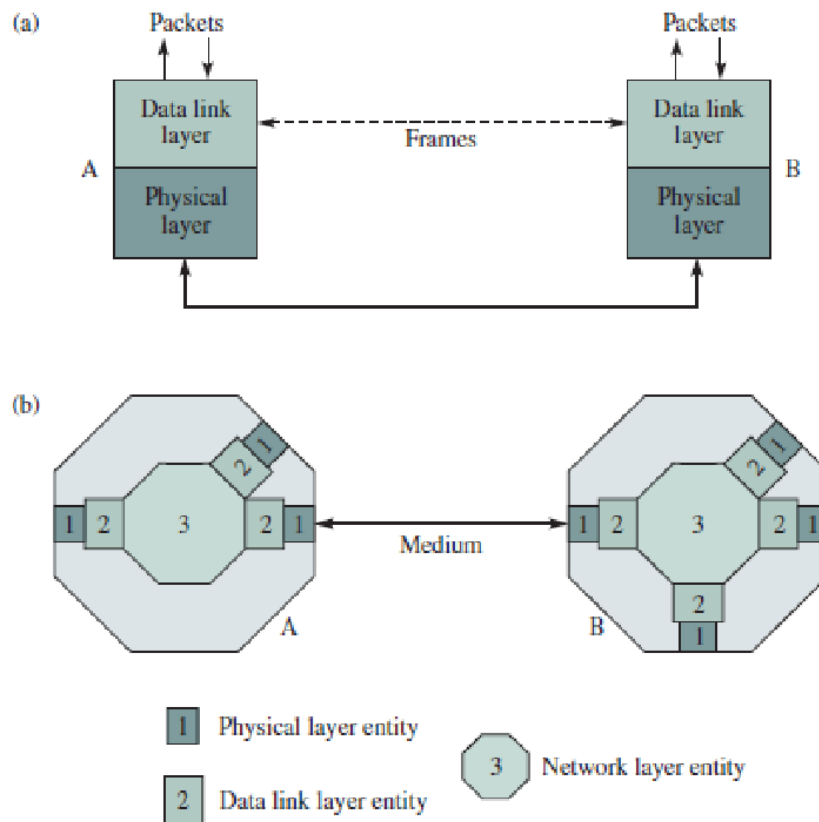 (a)
Packets
Packets
Data link
layer
Data link
layer
Frames
A
B
Physical
layer
Physical
layer
(b)
1
2
3
2
1
2
1
Medium
1
2
3
2
1
2
1
2
1
A
B
1 Physical layer entity
3 Network layer entity
2 Data link layer entity